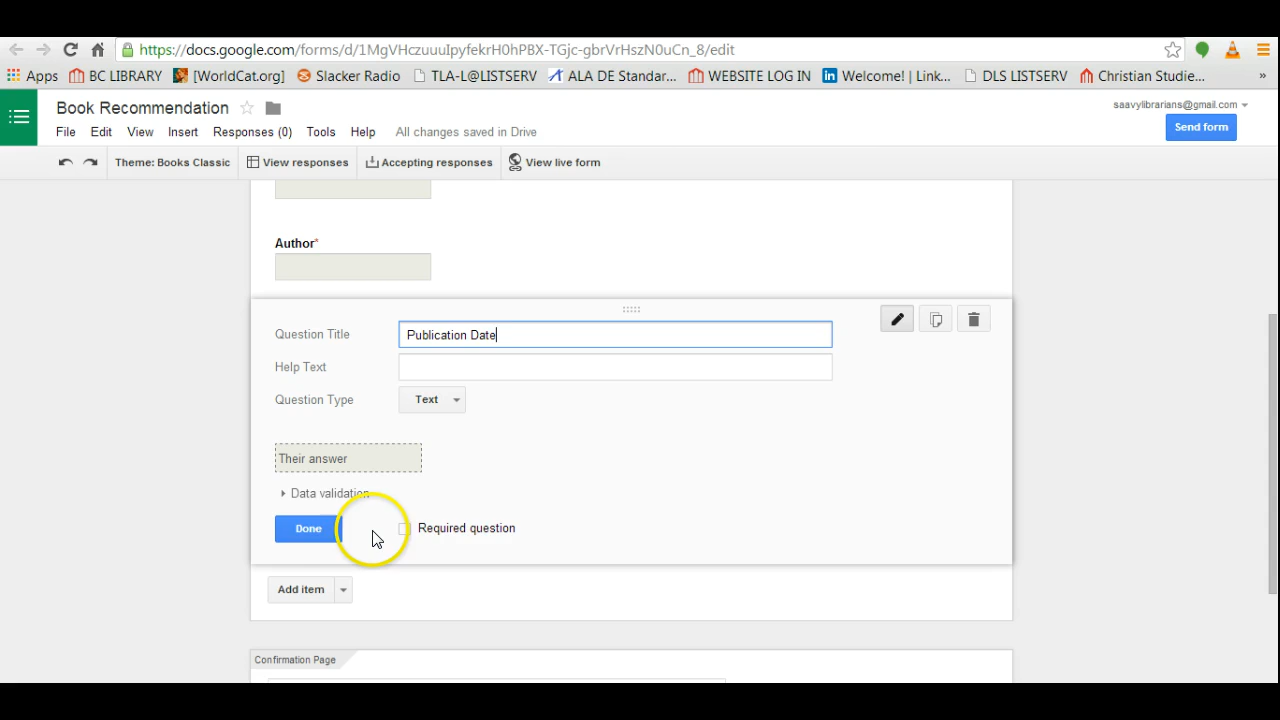 https://docs.google.com/forms/d/1MgVHczuuuIpyfekrH0hPBX-TGjc-gbrVrHszN0uCn_8/edit
Apps BC LIBRARY [WorldCat.org] Slacker Radio TLA-L@LISTSERV ALA DE Standar... WEBSITE LOG IN Welcome! | Link... DLS LISTSERV Christian Studie... »
Book Recommendation
saavylibrarians@gmail.com
File Edit View Insert Responses (0) Tools Help All changes saved in Drive
Send form
Theme: Books Classic View responses Accepting responses View live form
Author*
Question Title Publication Date
Help Text
Question Type Text
Their answer
Data validation
Done Required question
Add item
Confirmation Page